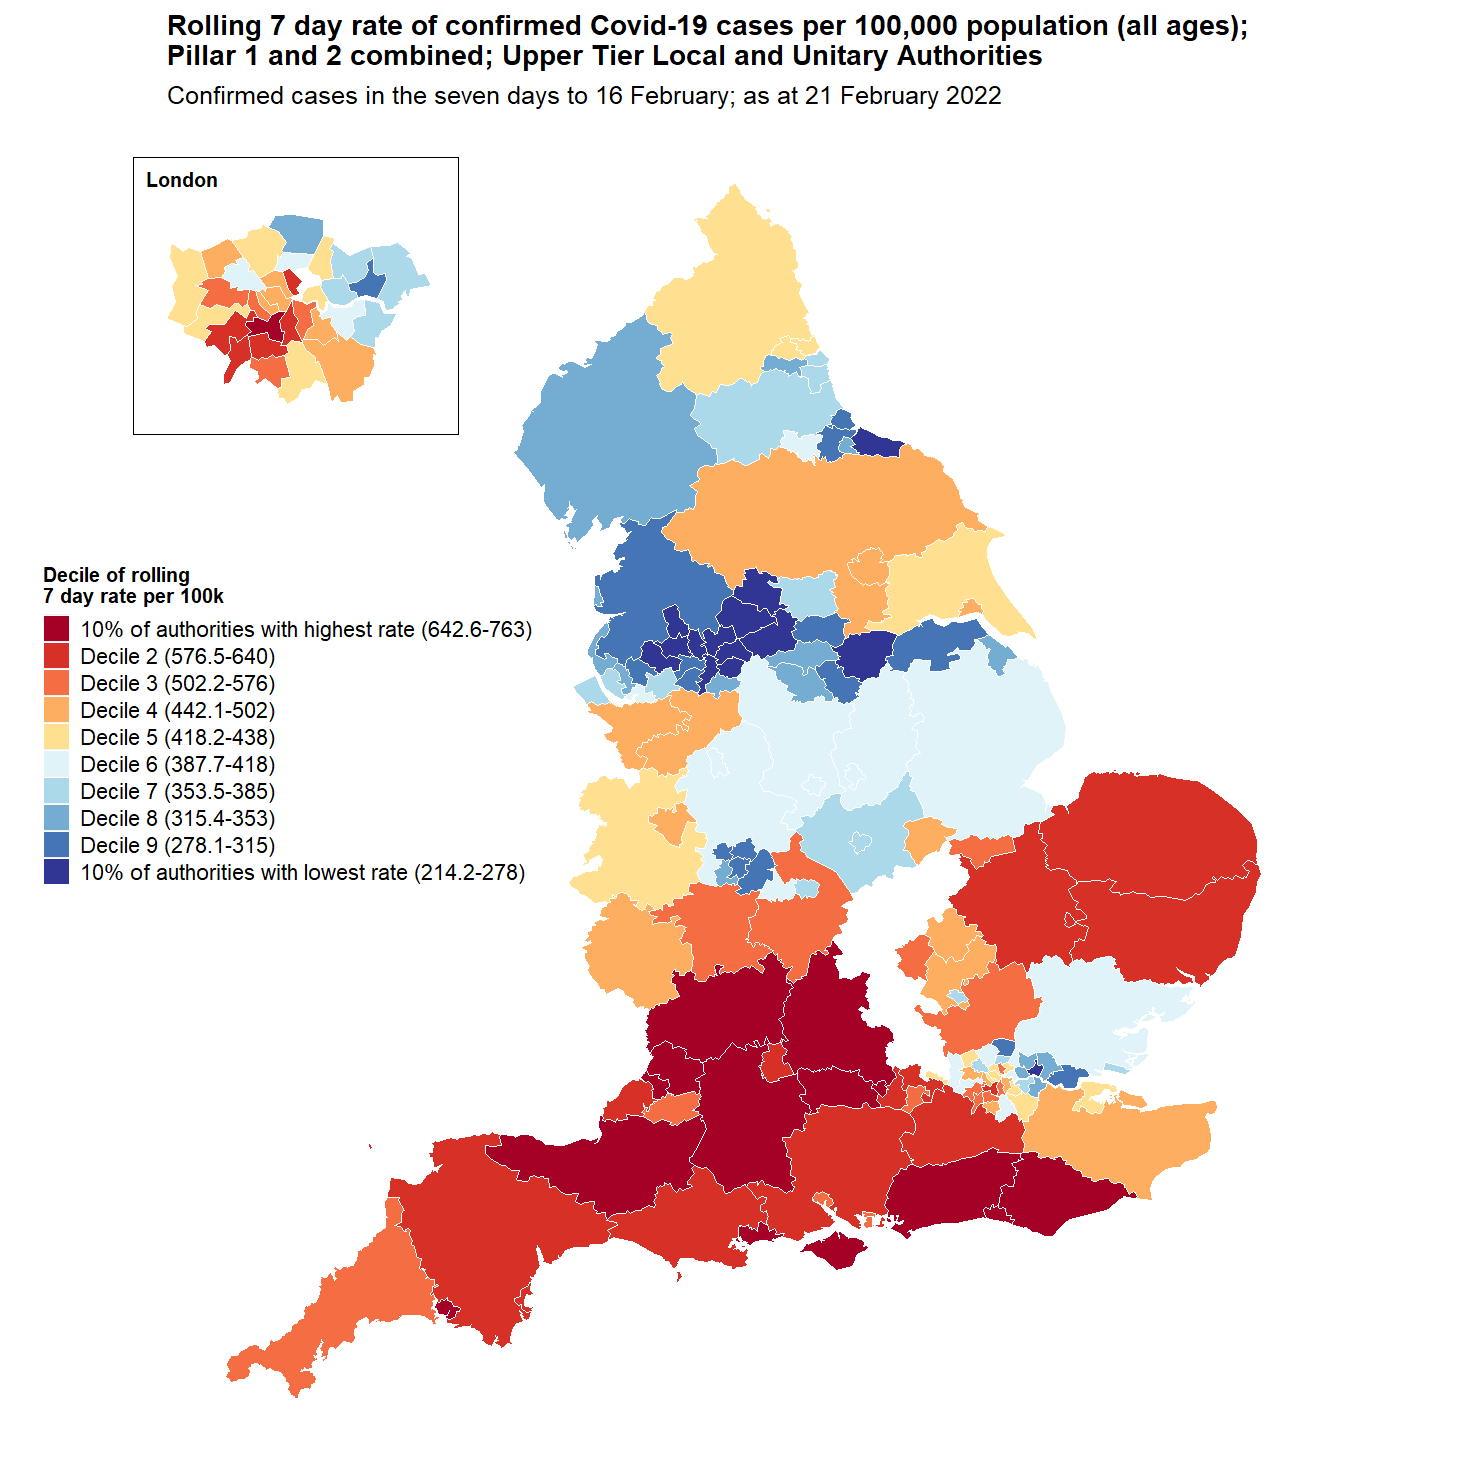 Rolling 7 day rate of confirmed Covid-19 cases per 100,000 population (all ages);
Pillar 1 and 2 combined; Upper Tier Local and Unitary Authorities
Confirmed cases in the seven days to 16 February; as at 21 February 2022
London
Decile of rolling
7 day rate per 100k
10% of authorities with highest rate (642.6-763)
Decile 2 (576.5-640)
Decile 3 (502.2-576)
Decile 4 (442.1-502)
Decile 5 (418.2-438)
Decile 6 (387.7-418)
Decile 7 (353.5-385)
Decile 8 (315.4-353)
Decile 9 (278.1-315)
10% of authorities with lowest rate (214.2-278)